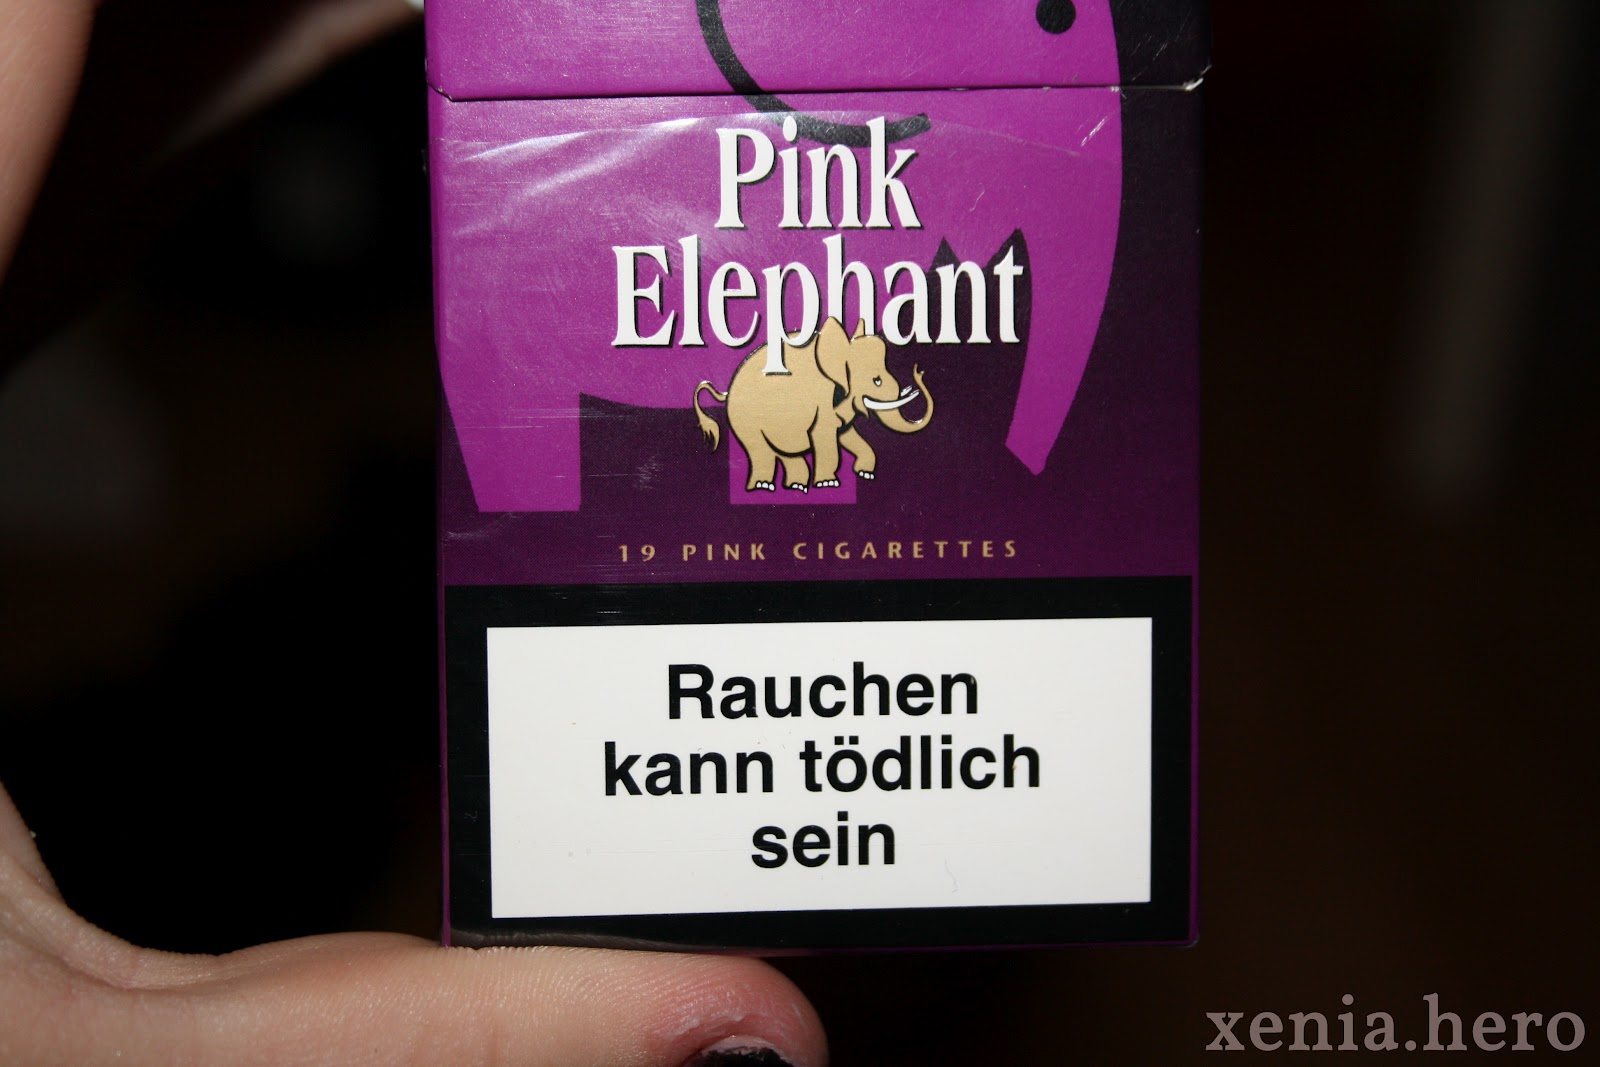 Pink
Elephant
19 PINK CIGARETTES
Rauchen
kann tödlich
sein
xenia.hero